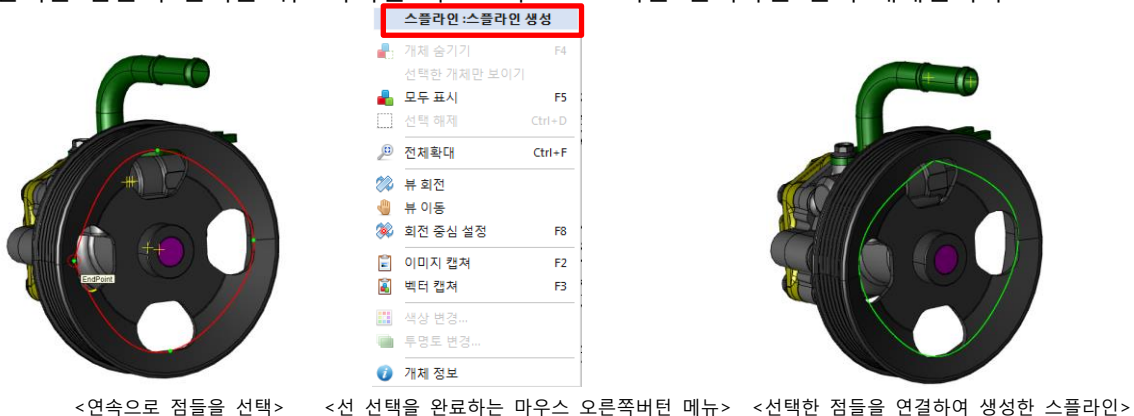 스플라인 :스플라인 생성
개체 숨기기 F4
선택한 개체만 보이기
모두 표시 F5
선택 해제 Ctrl+D
전체확대 Ctrl+F
뷰 회전
뷰 이동
회전 중심 설정 F8
이미지 캡쳐 F2
벡터 캡쳐 F3
색상 변경...
투명토 변경...
개체 정보
EndPoint
<연속으로 점들을 선택> <선 선택을 완료하는 마우스 오른쪽버턴 메뉴> <선택한 점들을 연결하여 생성한 스플라인>